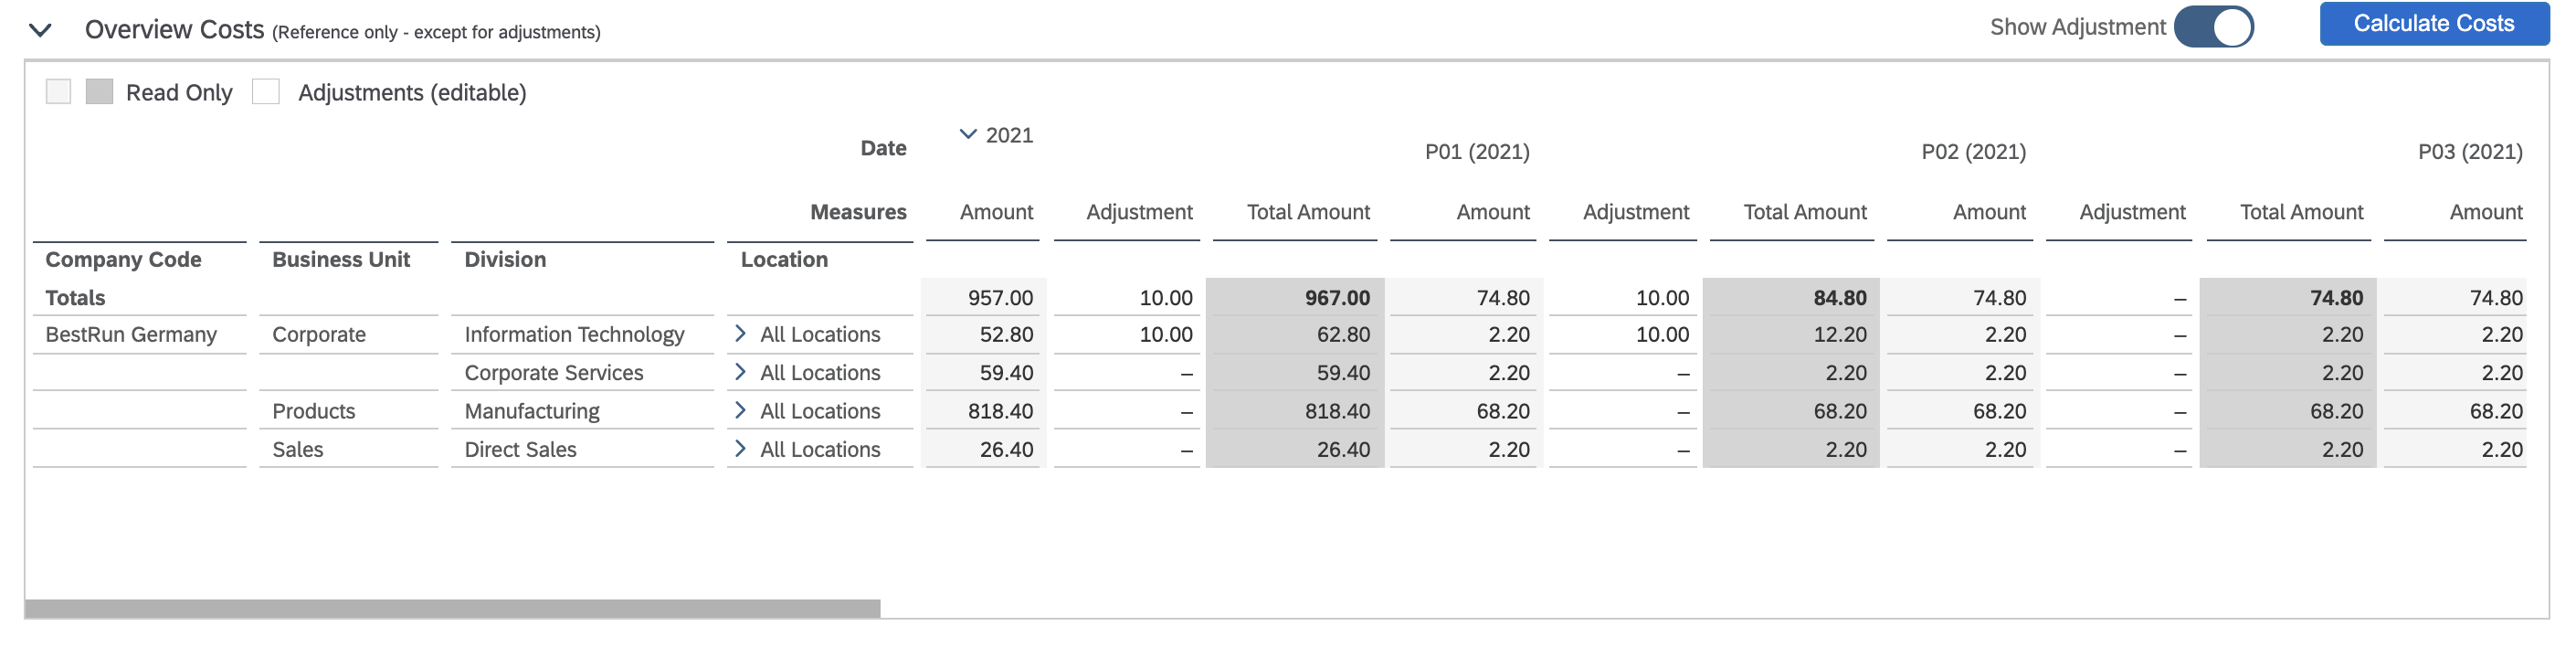 Overview Costs (Reference only - except for adjustments) Show Adjustment Calculate Costs
Read Only Adjustments (editable)
Date 2021 P01 (2021) P02 (2021) P03 (2021)
Measures Amount Adjustment Total Amount Amount Adjustment Total Amount Amount Adjustment Total Amount Amount
Company Code Business Unit Division Location
Totals 957.00 10.00 967.00 74.80 10.00 84.80 74.80 – 74.80 74.80
BestRun Germany Corporate Information Technology All Locations 52.80 10.00 62.80 2.20 10.00 12.20 2.20 – 2.20 2.20
Corporate Services All Locations 59.40 – 59.40 2.20 – 2.20 2.20 – 2.20 2.20
Products Manufacturing All Locations 818.40 – 818.40 68.20 – 68.20 68.20 – 68.20 68.20
Sales Direct Sales All Locations 26.40 – 26.40 2.20 – 2.20 2.20 – 2.20 2.20